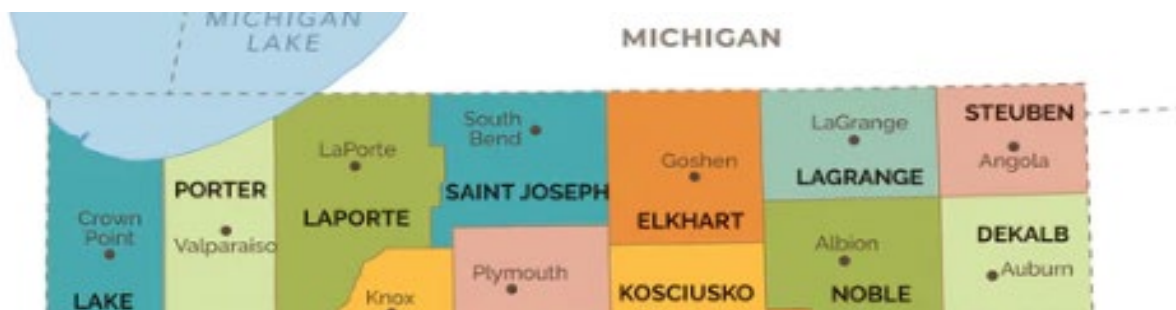 MICHIGAN
LAKE
MICHIGAN
STEUBEN
South
Bend
LaGrange
LaPorte
Goshen
Angola
PORTER
SAINT JOSEPH
LAGRANGE
Crown
Point
LAPORTE
ELKHART
DEKALB
Valparaiso
Albion
Plymouth
Auburn
LAKE
Knox
KOSCIUSKO
NOBLE